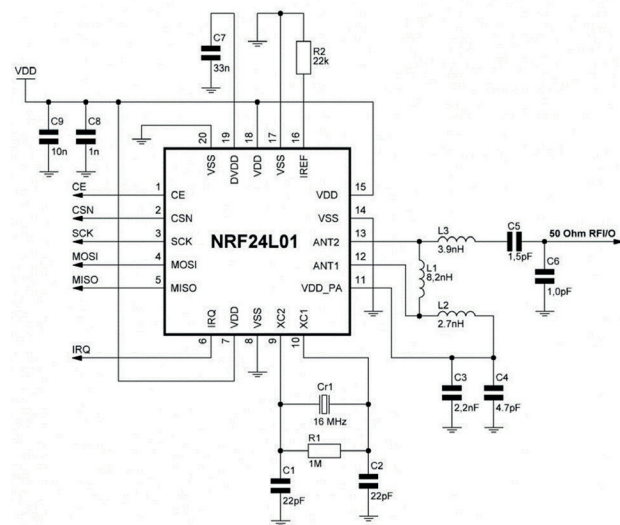 C7
33n
R2
22k
VDD
C9
10n
C8
1n
20
19
18
17
16
VSS
DVDD
VDD
VSS
IREF
CE
1
CE
VDD
15
CSN
2
CSN
VSS
14
SCK
3
SCK
NRF24L01
ANT2
13
MOSI
4
MOSI
ANT1
12
MISO
5
MISO
VDD_PA
11
L3
3.9nH
C5
1,5pF
50 Ohm RFI/O
C6
1,0pF
L1
8,2nH
L2
2.7nH
IRQ
VDD
VSS
XC2
XC1
6
7
8
9
10
IRQ
C3
2,2nF
C4
4.7pF
Cr1
16 MHz
R1
1M
C1
22pF
C2
22pF